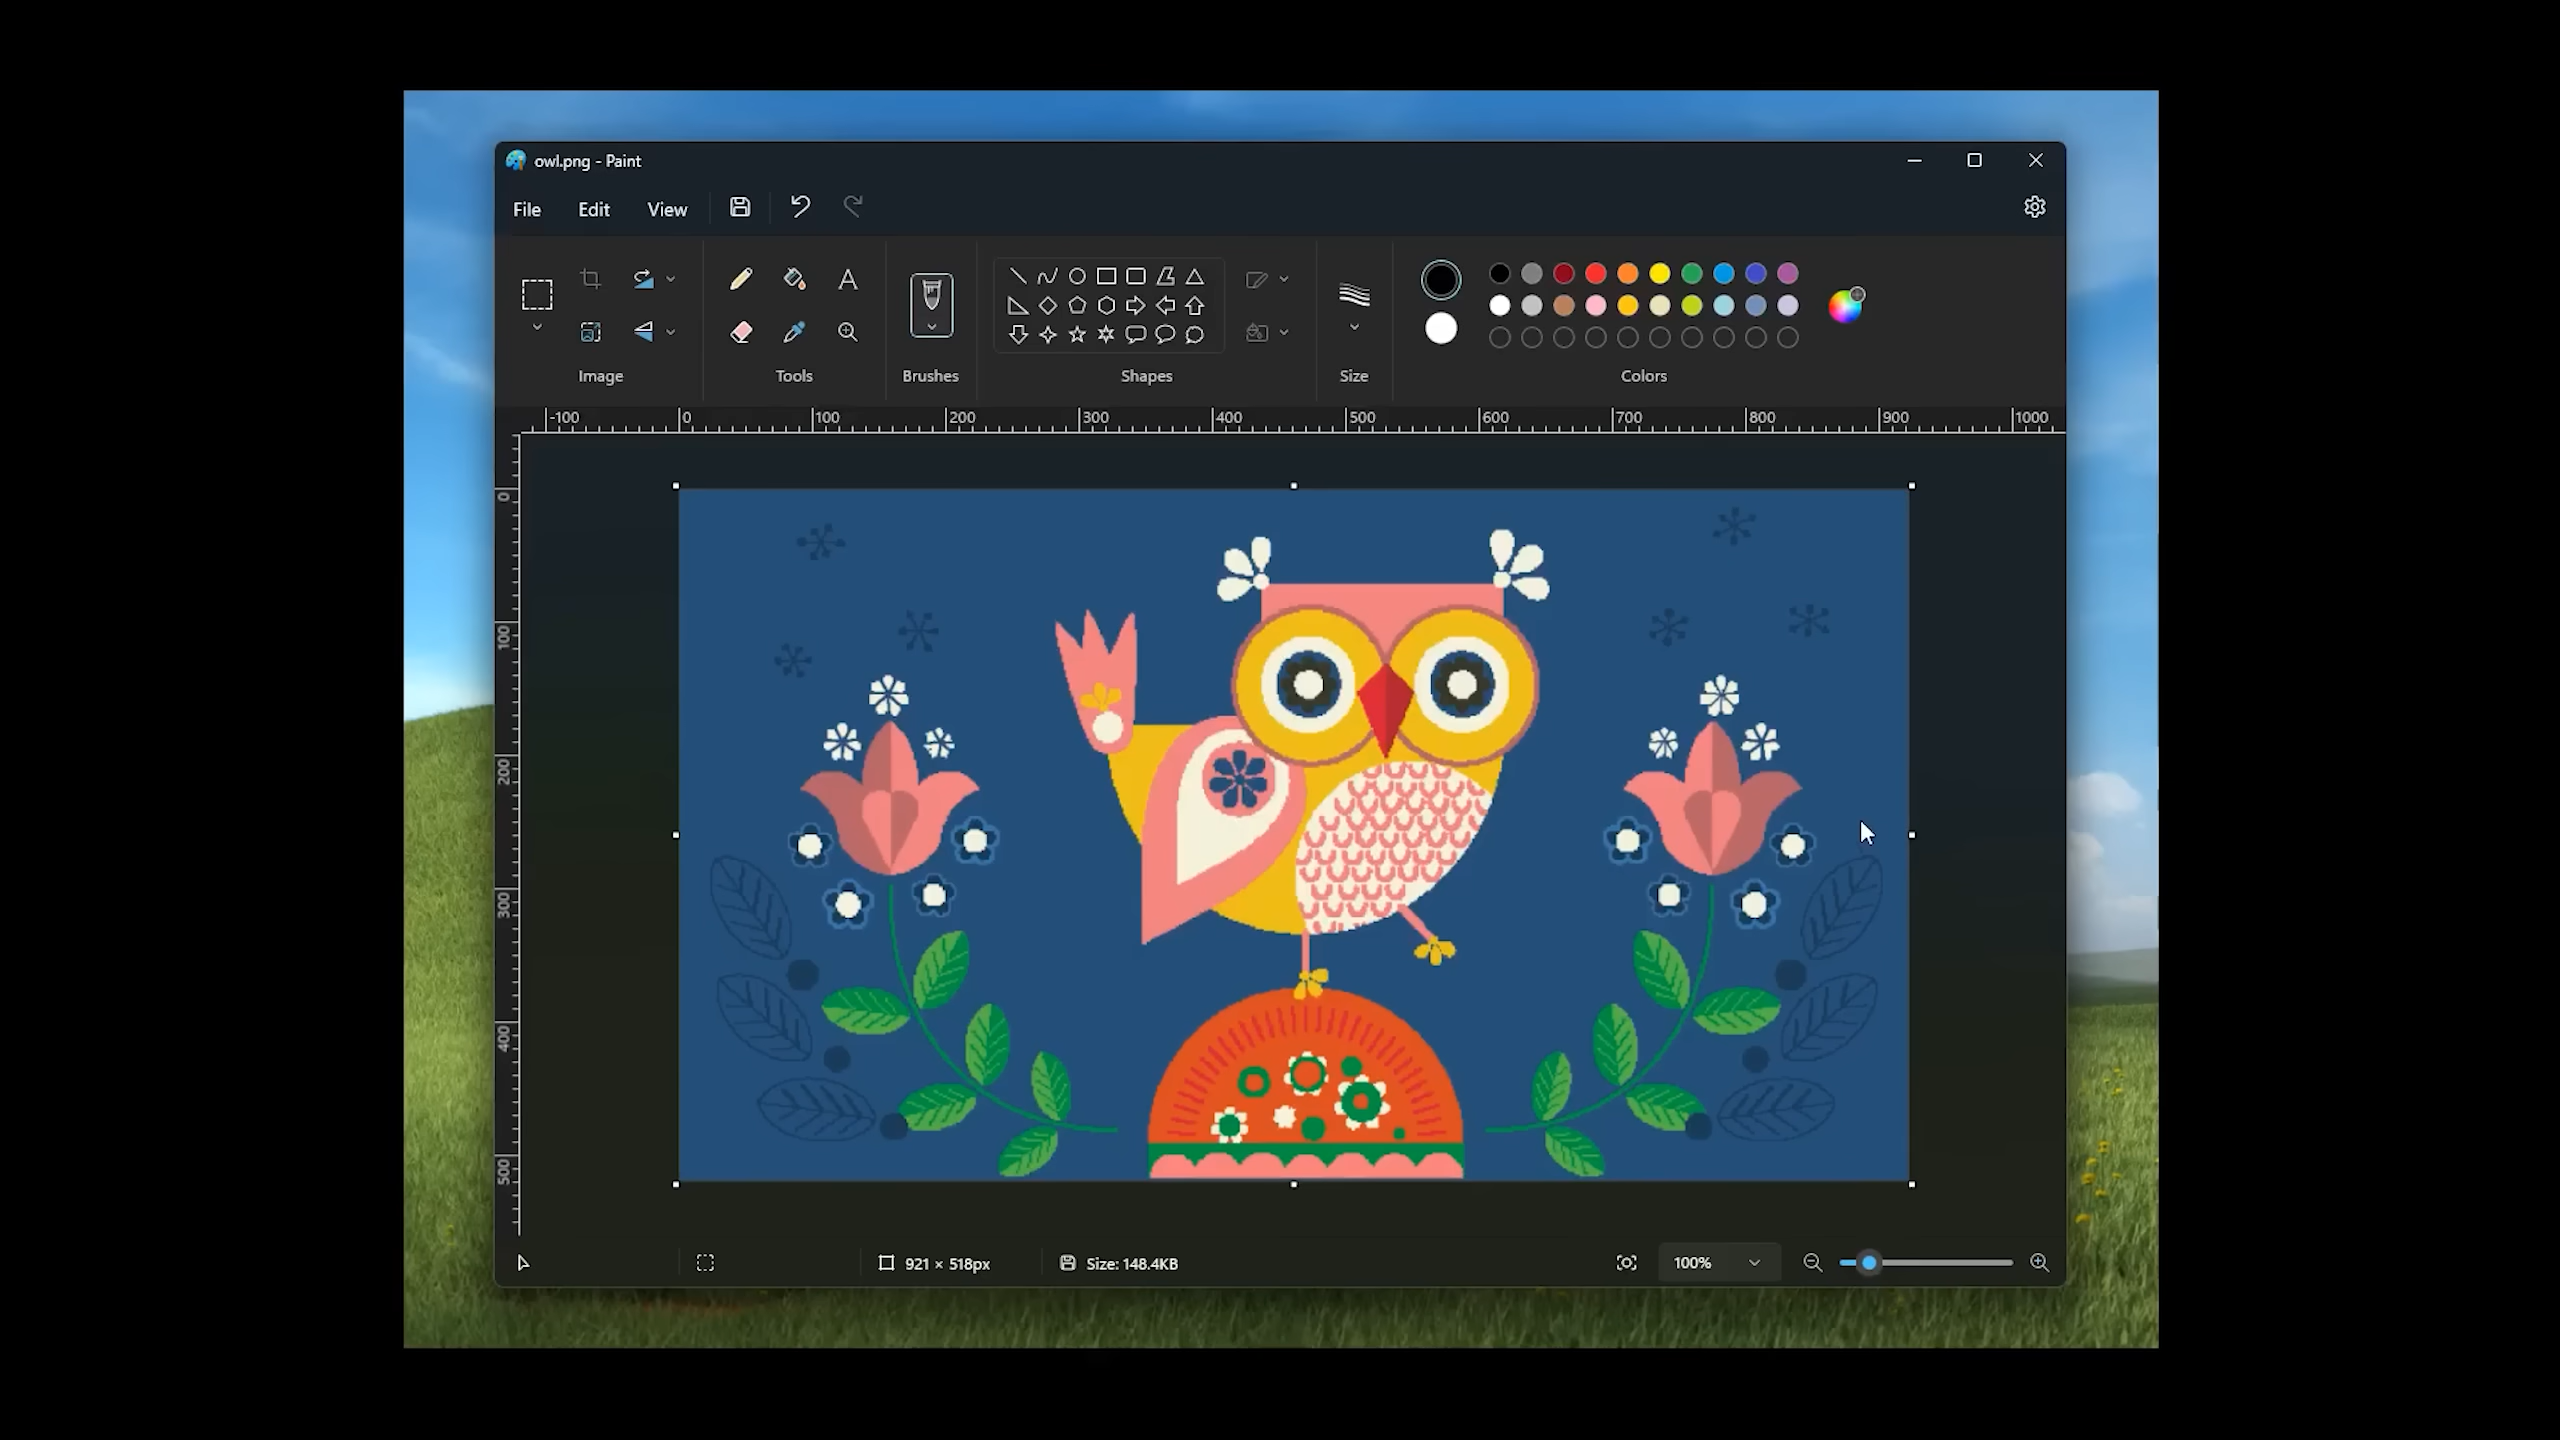 owl.png - Paint
File Edit View
Image Tools Brushes Shapes Size Colors
-100 0 100 200 300 400 500 600 700 800 900 1000
0
100
200
300
400
500
921 × 518px Size: 148.4KB 100%